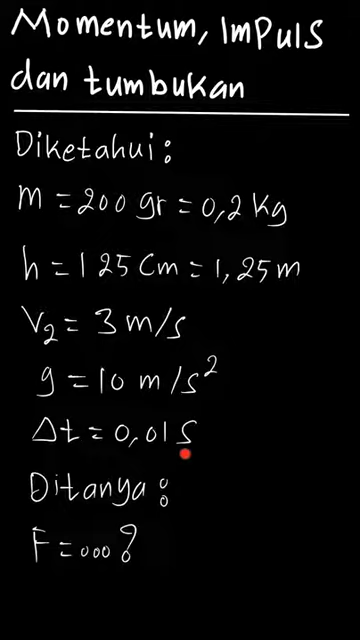 Momentum, ImPulS
dan tumbukan
Diketahui:
m = 200 gr = 0,2 Kg
h = 125 Cm = 1,25 m
V₂ = 3 m/s
g = 10 m/s²
Δt = 0,01 S
Ditanya:
F = ooo?